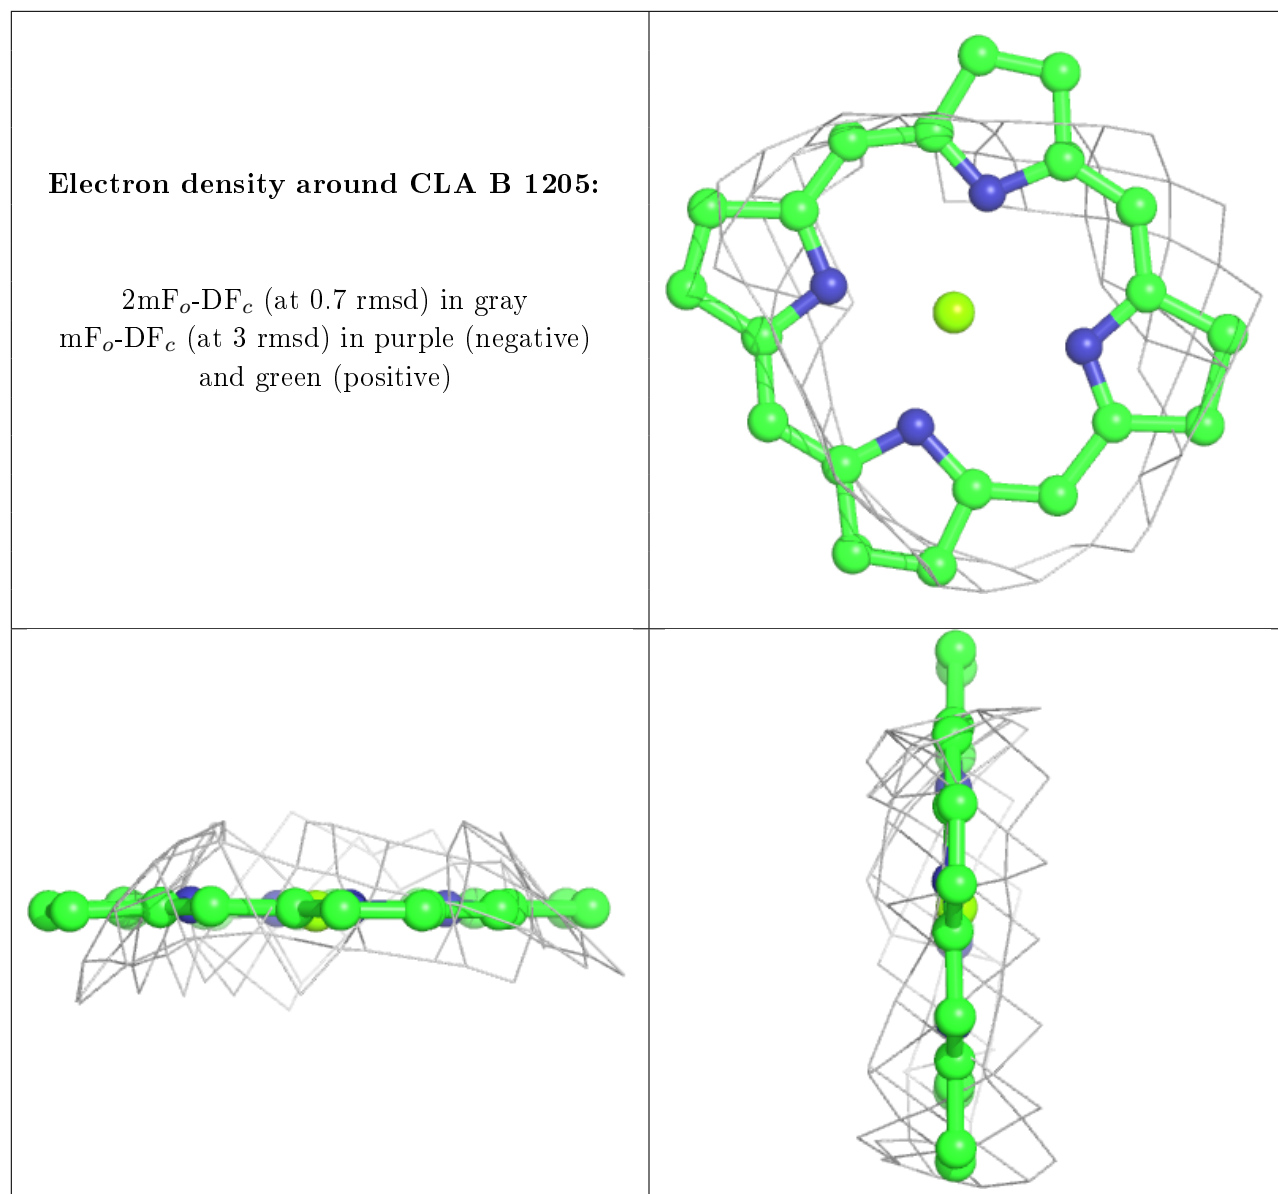 Electron density around CLA B 1205:
2mFₒ-DF𝒸 (at 0.7 rmsd) in gray
mFₒ-DF𝒸 (at 3 rmsd) in purple (negative)
and green (positive)